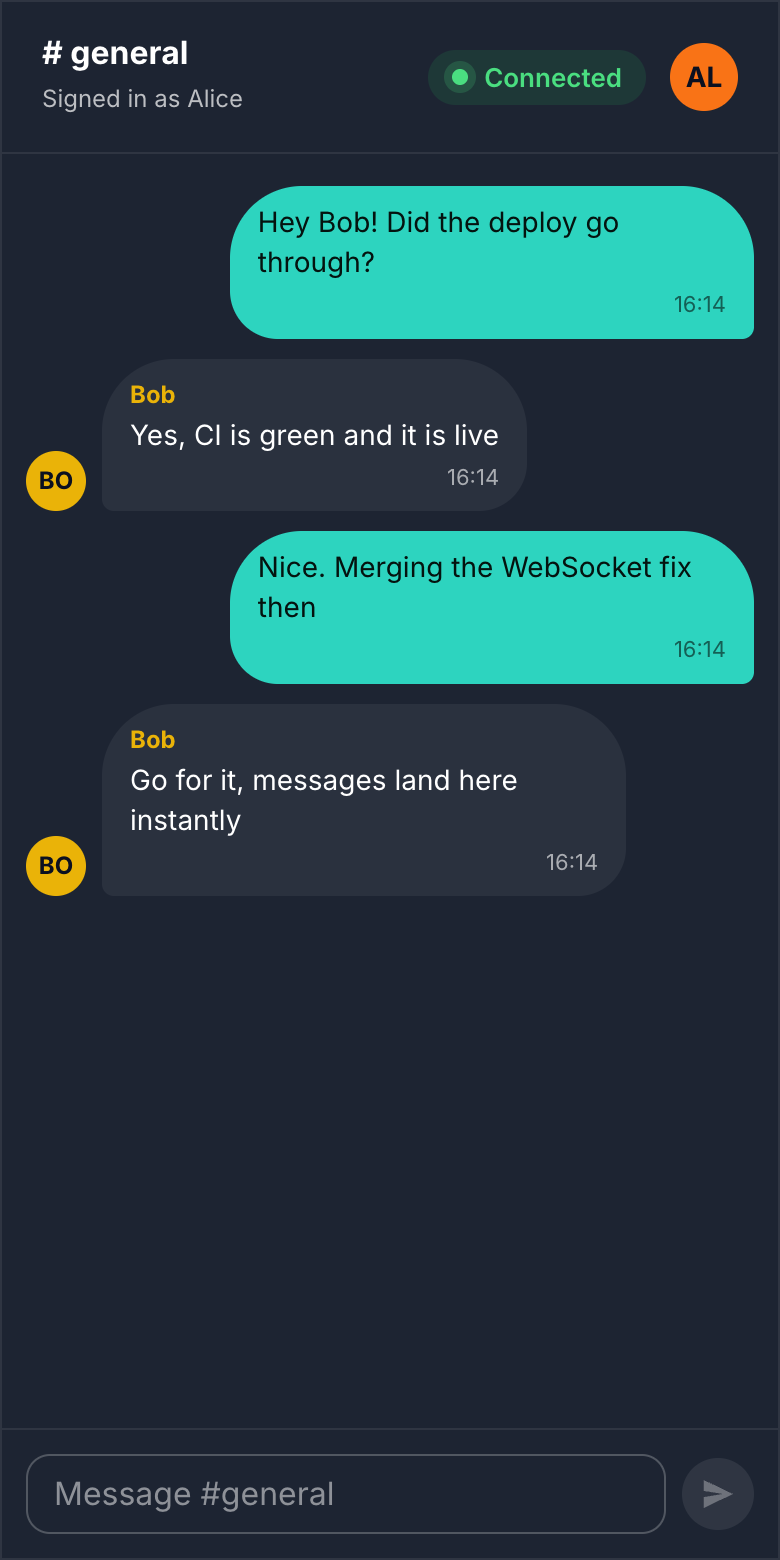 # general
Signed in as Alice
Connected
AL
Hey Bob! Did the deploy go
through?
16:14
Bob
Yes, CI is green and it is live
16:14
BO
Nice. Merging the WebSocket fix
then
16:14
Bob
Go for it, messages land here
instantly
16:14
BO
Message #general